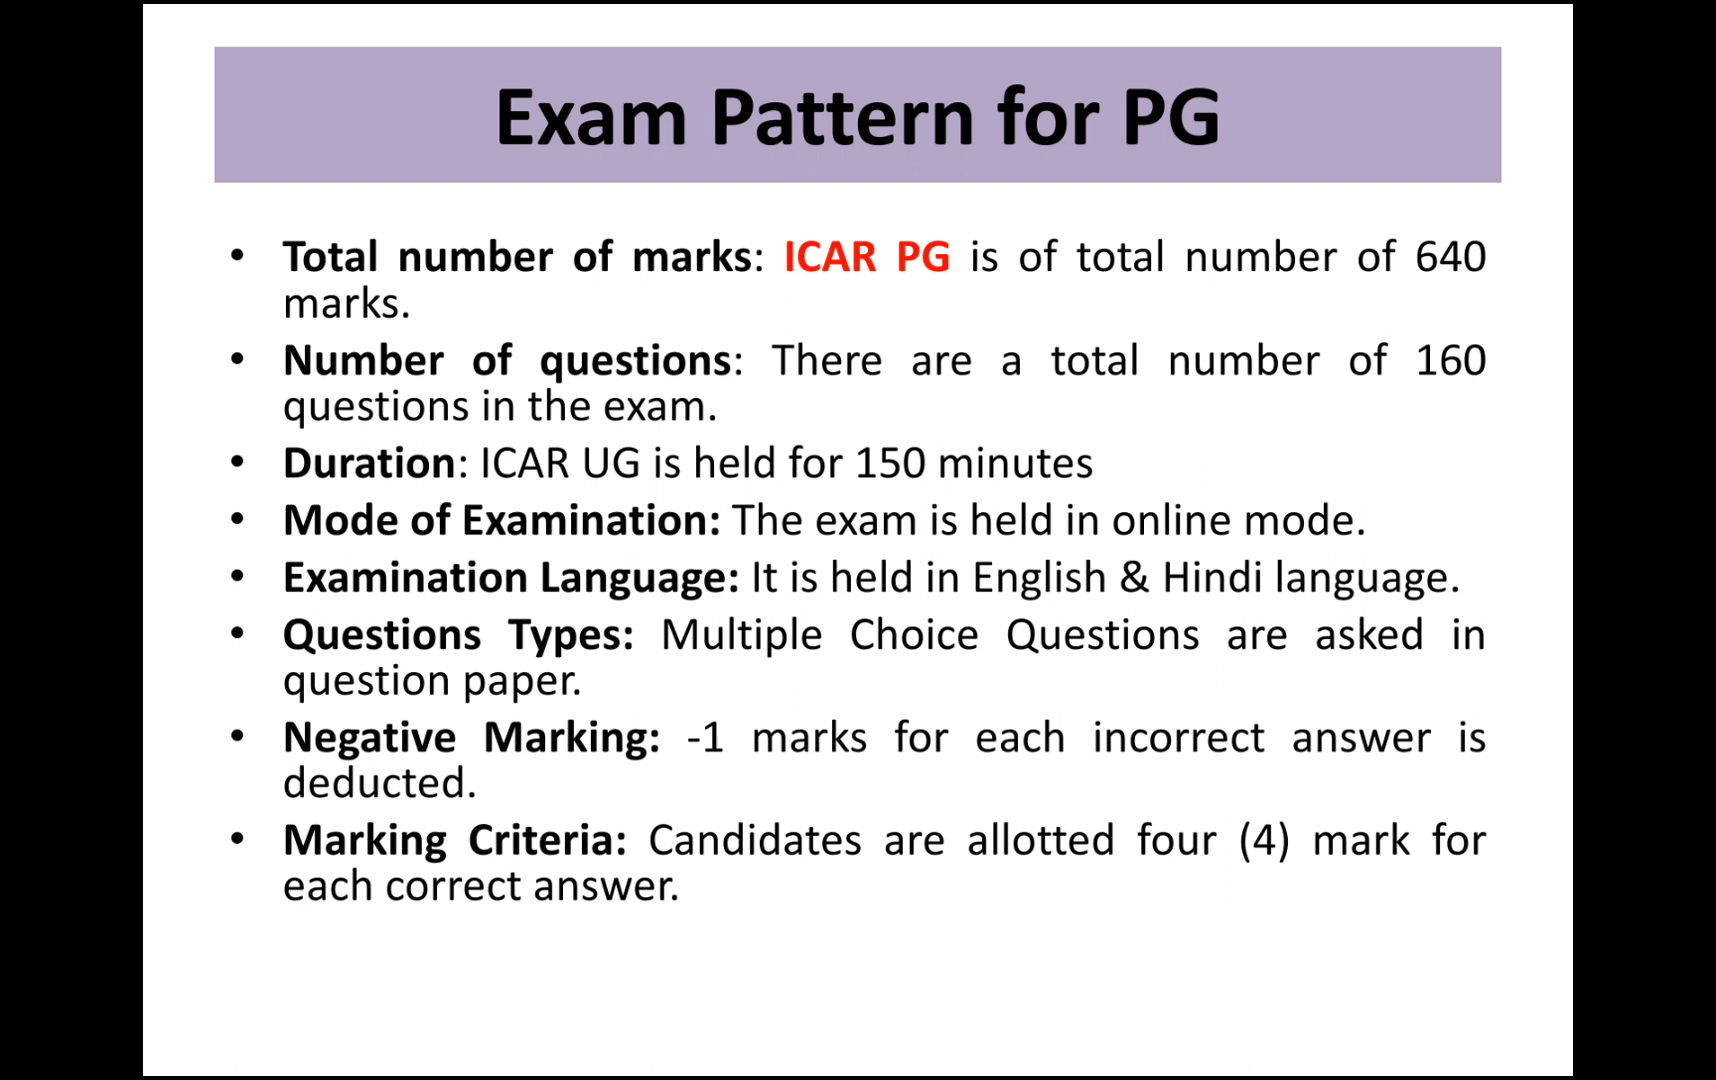 Exam Pattern for PG
• Total number of marks: ICAR PG is of total number of 640
marks.
• Number of questions: There are a total number of 160
questions in the exam.
• Duration: ICAR UG is held for 150 minutes
• Mode of Examination: The exam is held in online mode.
• Examination Language: It is held in English & Hindi language.
• Questions Types: Multiple Choice Questions are asked in
question paper.
• Negative Marking: -1 marks for each incorrect answer is
deducted.
• Marking Criteria: Candidates are allotted four (4) mark for
each correct answer.